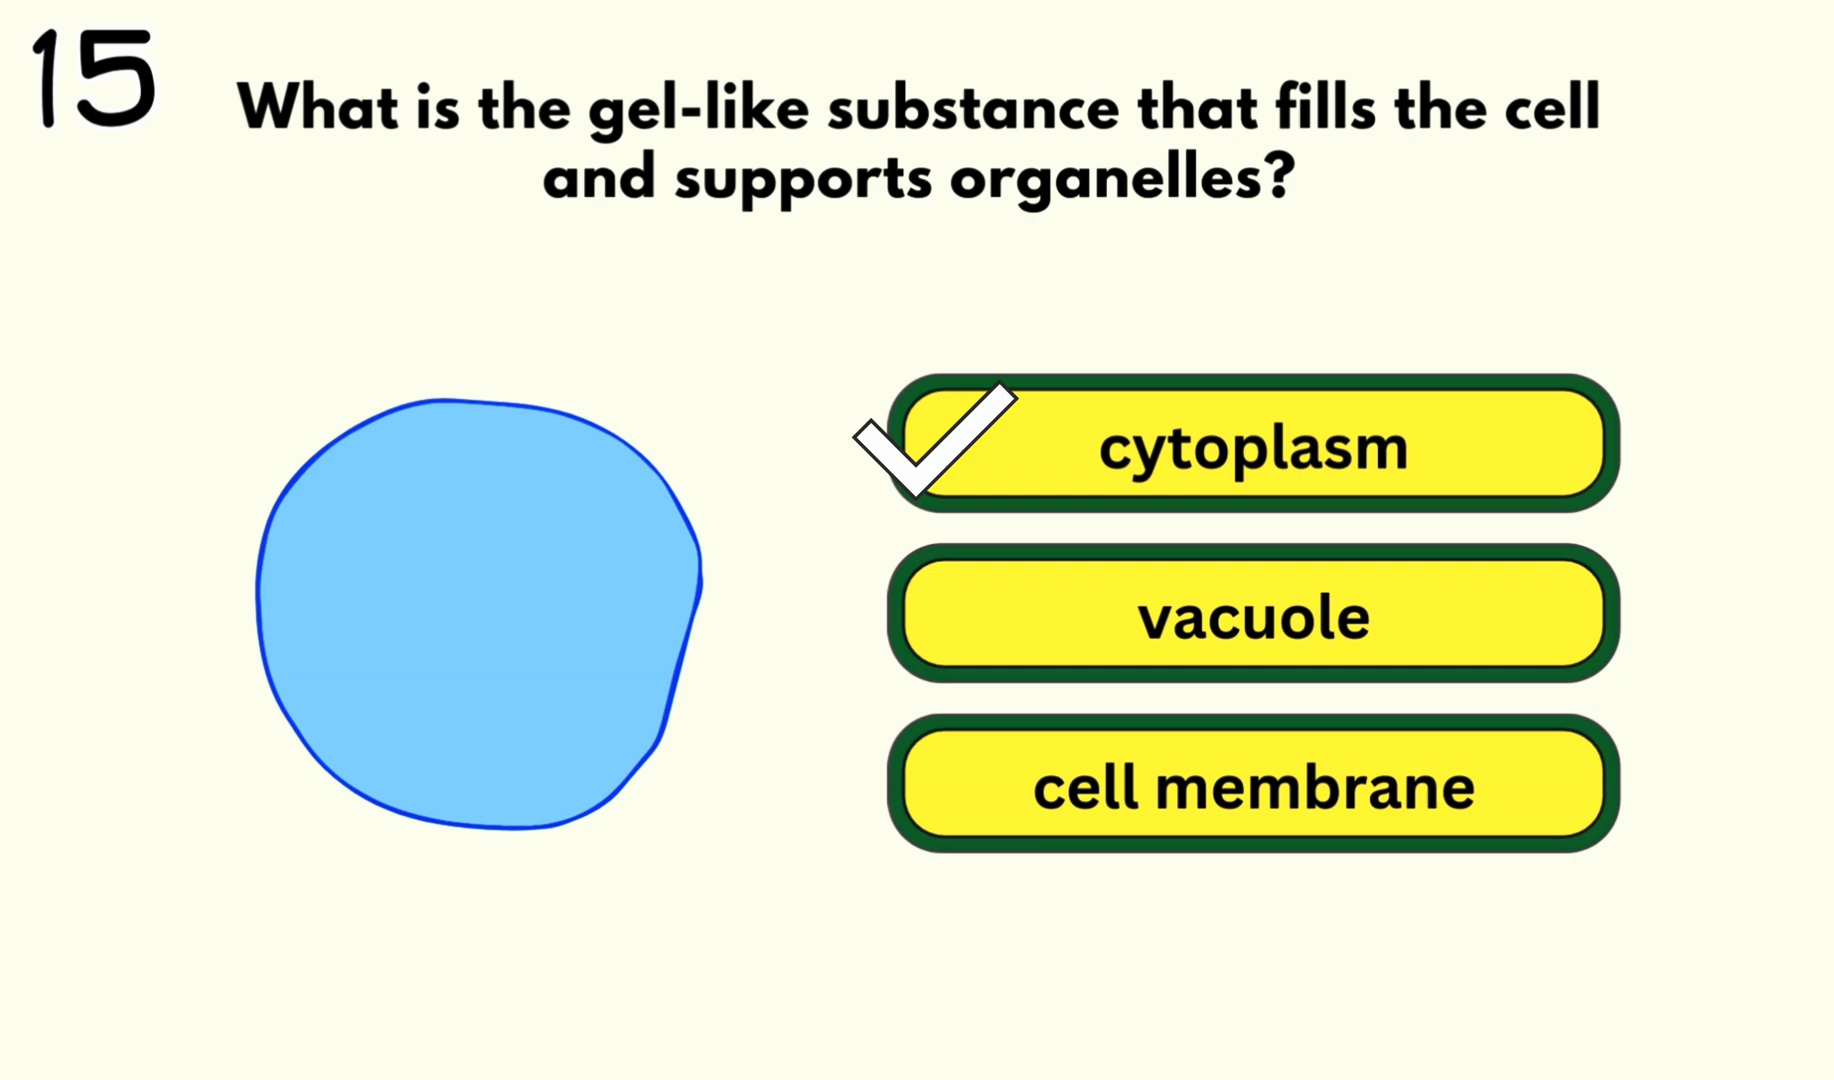 15
What is the gel-like substance that fills the cell
and supports organelles?
cytoplasm
vacuole
cell membrane